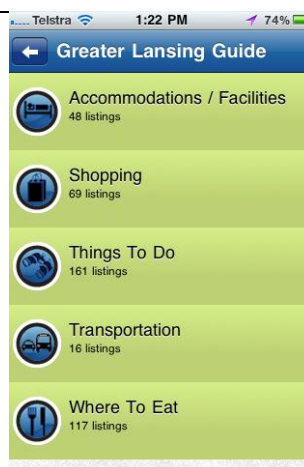 Telstra 1:22 PM 74%
Greater Lansing Guide
Accommodations / Facilities
48 listings
Shopping
69 listings
Things To Do
161 listings
Transportation
16 listings
Where To Eat
117 listings